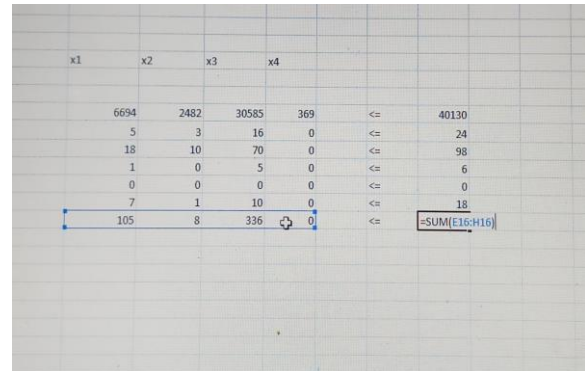 x1 x2 x3 x4
6694 2482 30585 369 <= 40130
5 3 16 0 <= 24
18 10 70 0 <= 98
1 0 5 0 <= 6
0 0 0 0 <= 0
7 1 10 0 <= 18
105 8 336 0 <= =SUM(E16:H16)